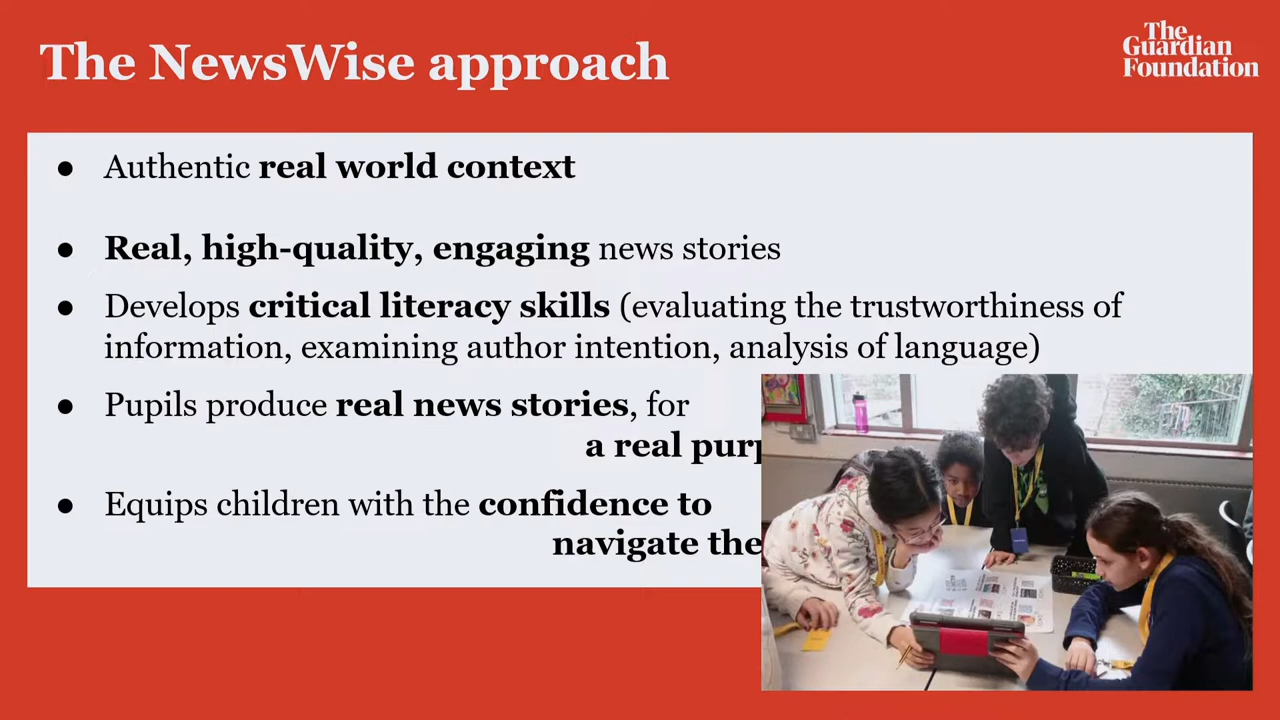 The NewsWise approach
The
Guardian
Foundation
● Authentic real world context
● Real, high-quality, engaging news stories
● Develops critical literacy skills (evaluating the trustworthiness of
information, examining author intention, analysis of language)
● Pupils produce real news stories, for
a real
● Equips children with the confidence to
navigate the